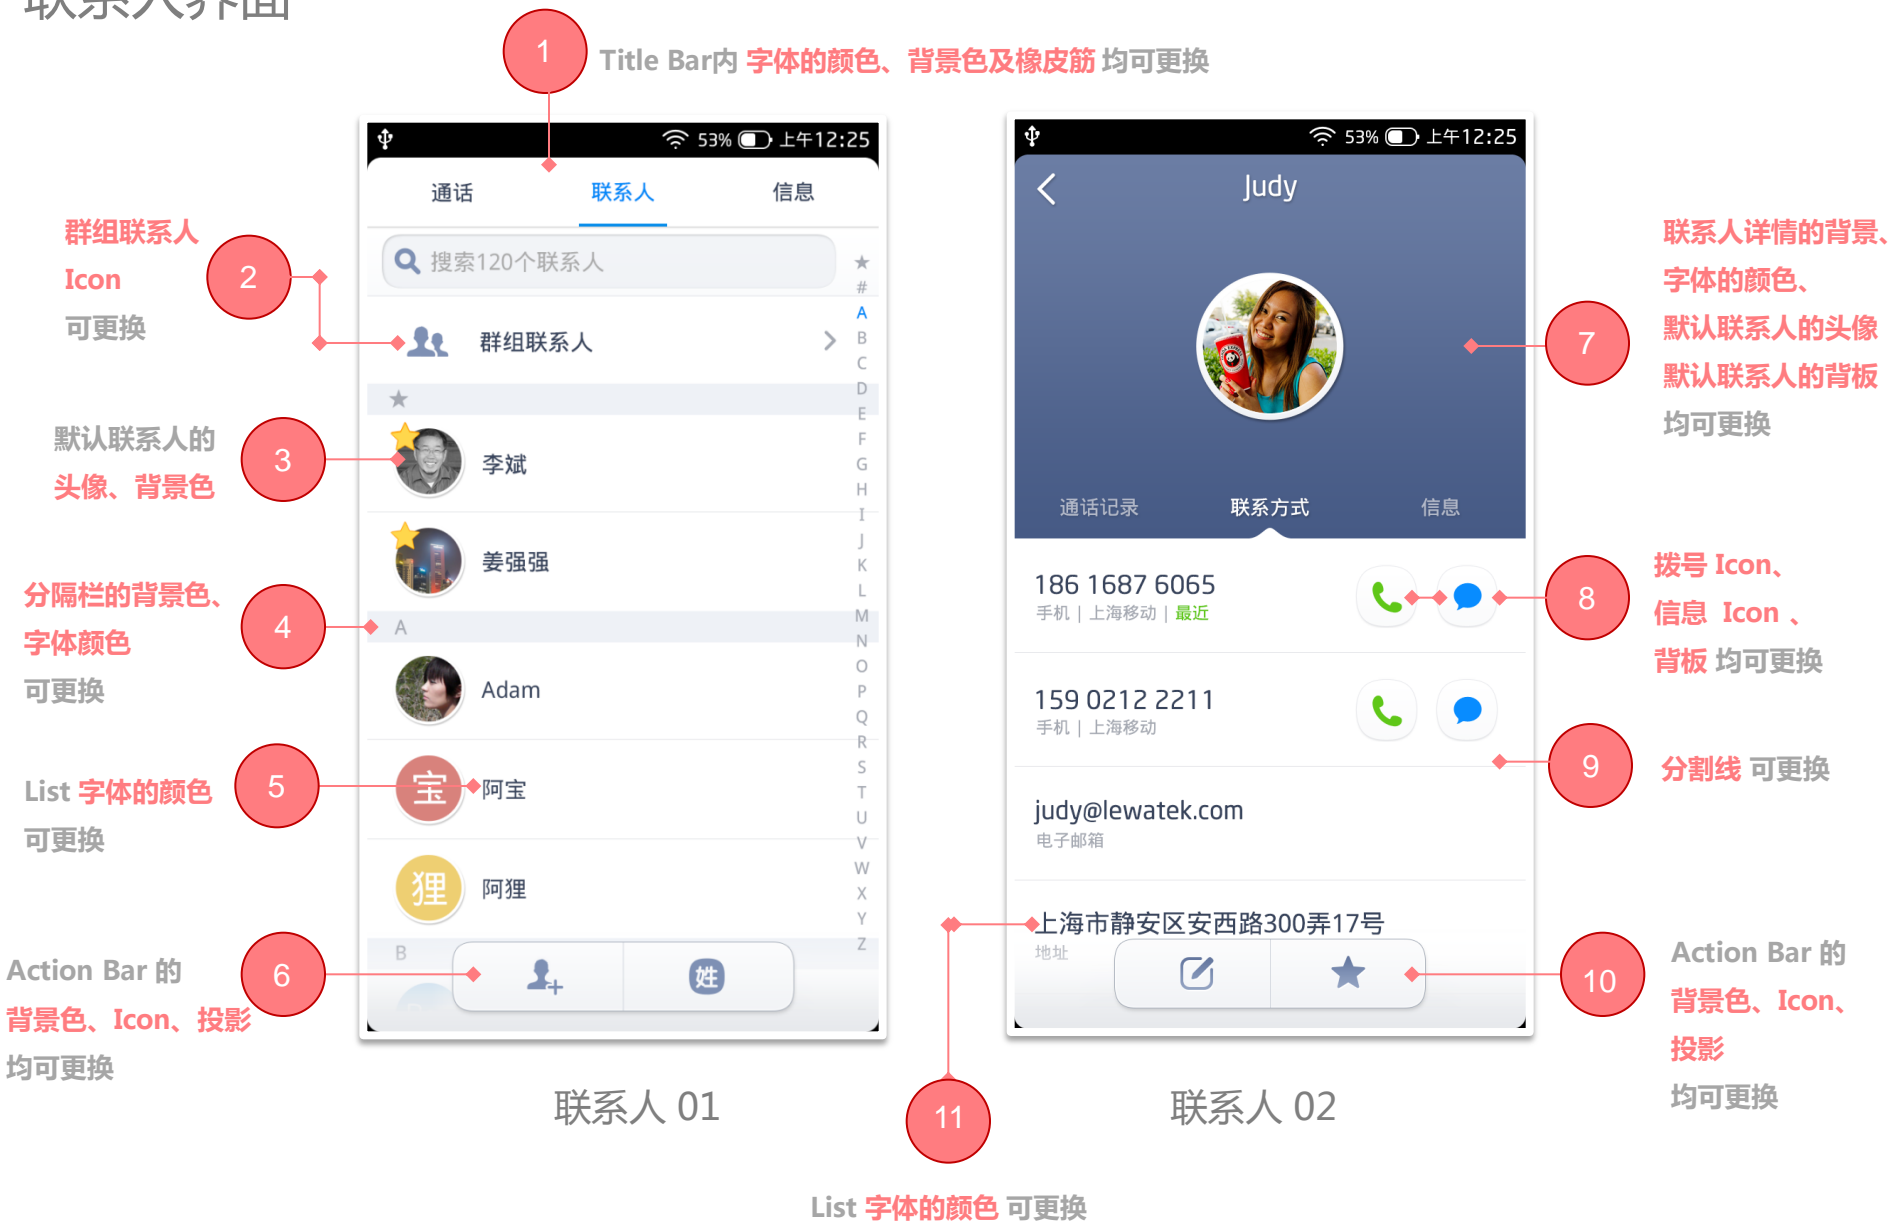 联系人界面
1
Title Bar内 字体的颜色、背景色及橡皮筋 均可更换
53% 上午12:25
通话 联系人 信息
搜索120个联系人
群组联系人
李斌
姜强强
A
Adam
宝 阿宝
狸 阿狸
B
姓
#
A
B
C
D
E
F
G
H
I
J
K
L
M
N
O
P
Q
R
S
T
U
V
W
X
Y
Z
联系人 01
群组联系人
Icon
可更换
2
默认联系人的
头像、背景色
3
分隔栏的背景色、
字体颜色
可更换
4
List 字体的颜色
可更换
5
Action Bar 的
背景色、Icon、投影
均可更换
6
53% 上午12:25
Judy
通话记录 联系方式 信息
186 1687 6065
手机 | 上海移动 | 最近
159 0212 2211
手机 | 上海移动
judy@lewatek.com
电子邮箱
上海市静安区安西路300弄17号
地址
联系人 02
7
联系人详情的背景、
字体的颜色、
默认联系人的头像
默认联系人的背板
均可更换
8
拨号 Icon、
信息 Icon 、
背板 均可更换
9
分割线 可更换
10
Action Bar 的
背景色、Icon、
投影
均可更换
11
List 字体的颜色 可更换